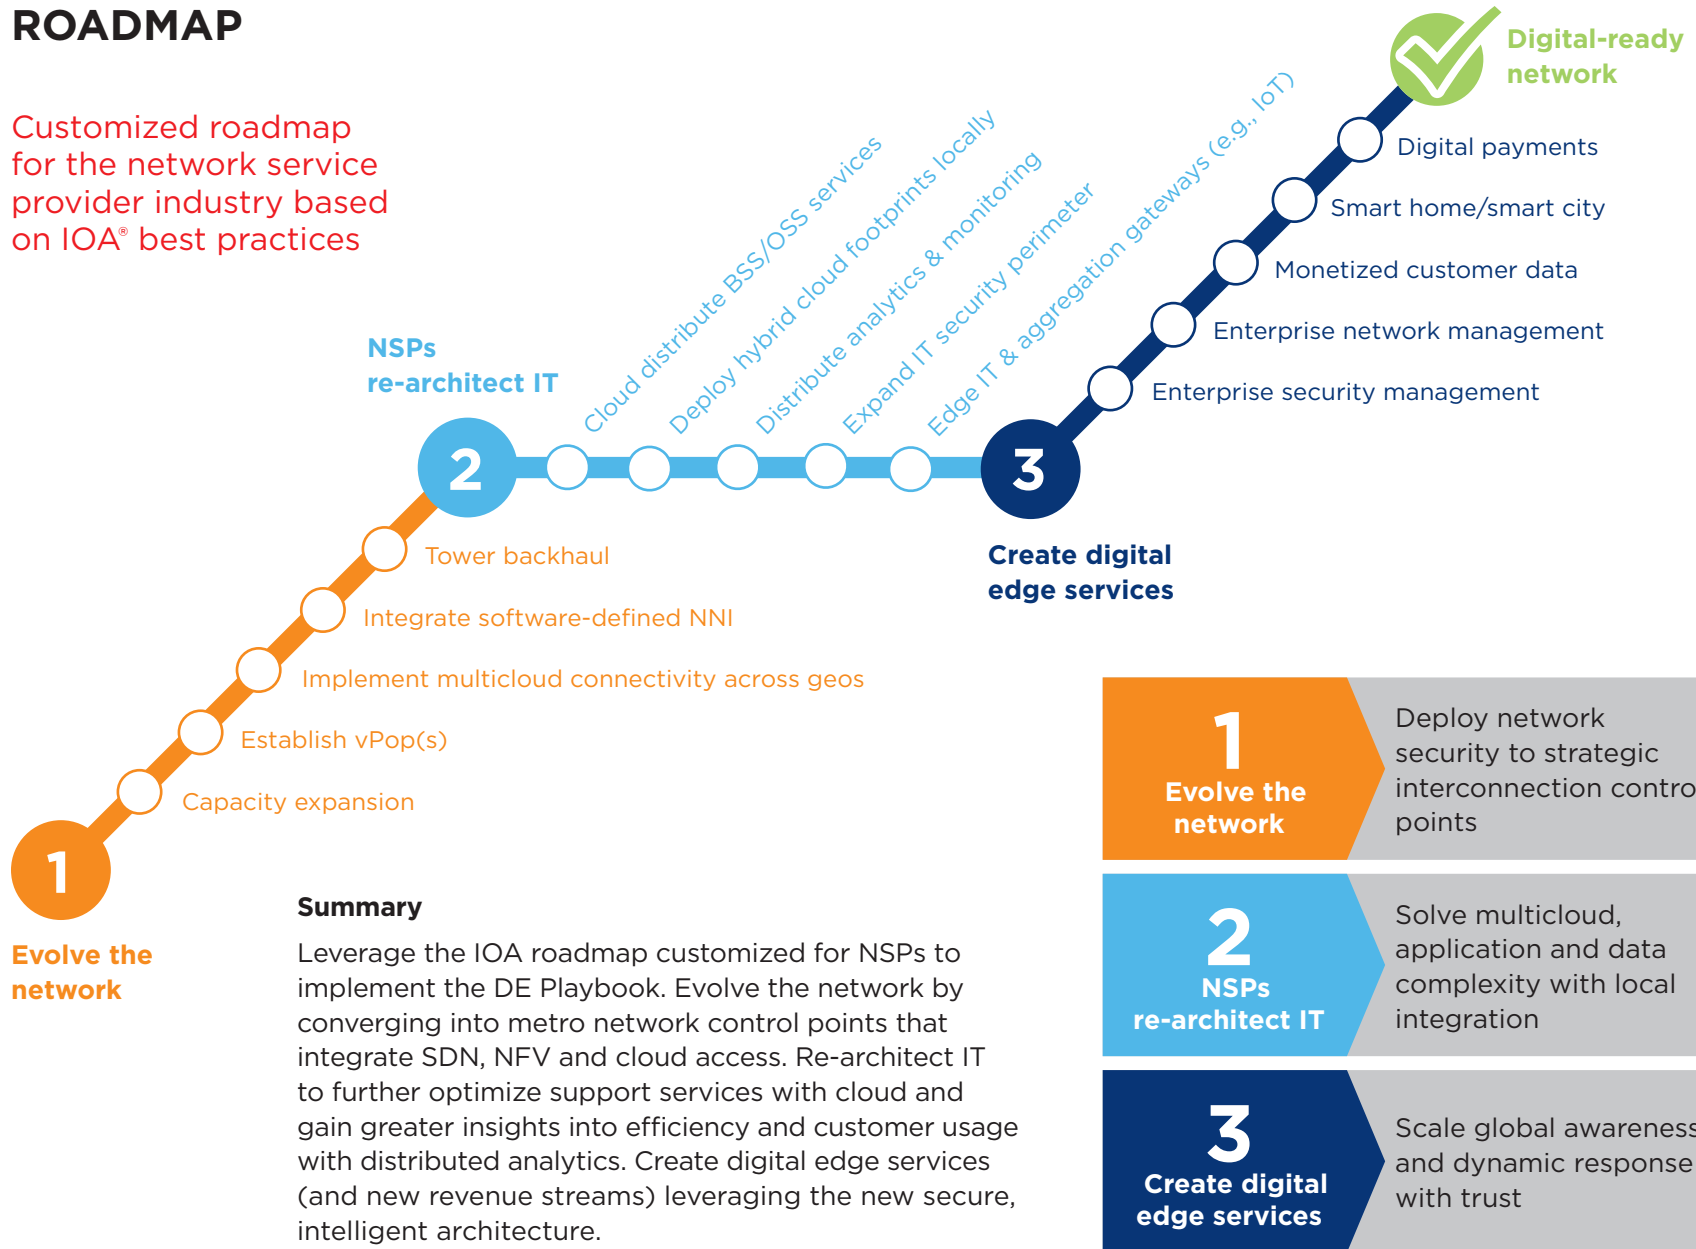 ROADMAP
Customized roadmap
for the network service
provider industry based
on IOA® best practices
Digital-ready
network
Digital payments
Smart home/smart city
Monetized customer data
Enterprise network management
Enterprise security management
3
Create digital
edge services
Cloud distribute BSS/OSS services
Deploy hybrid cloud footprints locally
Distribute analytics & monitoring
Expand IT security perimeter
Edge IT & aggregation gateways (e.g., IoT)
NSPs
re-architect IT
2
Tower backhaul
Integrate software-defined NNI
Implement multicloud connectivity across geos
Establish vPop(s)
Capacity expansion
1
Evolve the
network
Summary
Leverage the IOA roadmap customized for NSPs to
implement the DE Playbook. Evolve the network by
converging into metro network control points that
integrate SDN, NFV and cloud access. Re-architect IT
to further optimize support services with cloud and
gain greater insights into efficiency and customer usage
with distributed analytics. Create digital edge services
(and new revenue streams) leveraging the new secure,
intelligent architecture.
1
Evolve the
network
Deploy network
security to strategic
interconnection contro
points
2
NSPs
re-architect IT
Solve multicloud,
application and data
complexity with local
integration
3
Create digital
edge services
Scale global awareness
and dynamic response
with trust